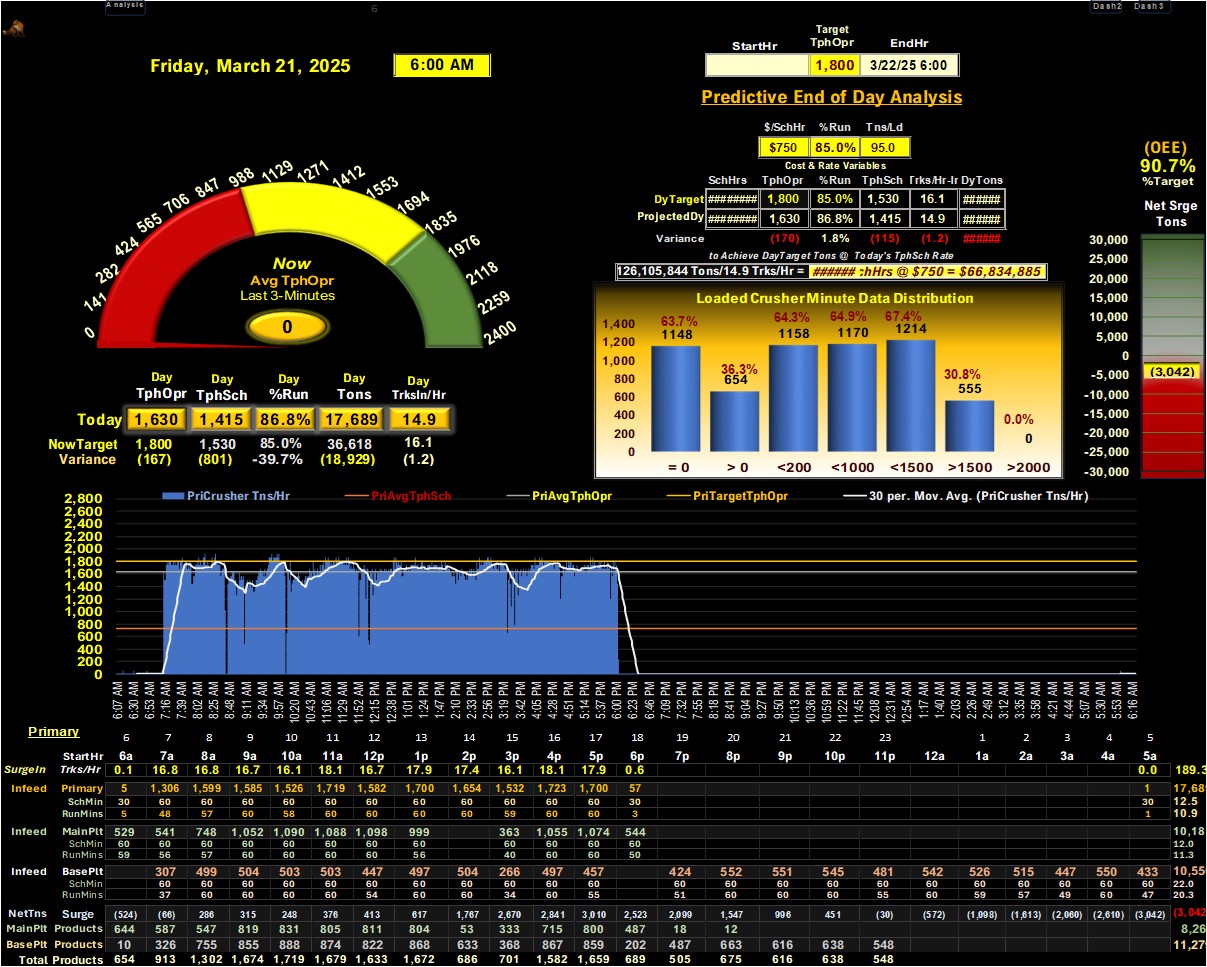 Analysis 6 Dash2 Dash3
Friday, March 21, 2025 6:00 AM
StartHr Target TphOpr EndHr
1,800 3/22/25 6:00
Predictive End of Day Analysis
$/SchHr %Run Tns/Ld
$750 85.0% 95.0
Cost & Rate Variables
SchHrs TphOpr %Run TphSch Trks/Hr-Ir DyTons
DyTarget ######## 1,800 85.0% 1,530 16.1 ######
ProjectedDy ######## 1,630 86.8% 1,415 14.9 ######
Variance (170) 1.8% (115) (1.2) ######
to Achieve DayTarget Tons @ Today's TphSch Rate
126,105,844 Tons/14.9 Trks/Hr = ###### :hHrs @ $750 = $66,834,885
(OEE)
90.7%
%Target
Net Srge
Tons
30,000
25,000
20,000
15,000
10,000
5,000
0
(3,042)
-5,000
-10,000
-15,000
-20,000
-25,000
-30,000
0 141 282 424 565 706 847 988 1129 1271 1412 1553 1694 1835 1976 2118 2259 2400
Now
Avg TphOpr
Last 3-Minutes
0
Day Day Day Day Day
TphOpr TphSch %Run Tons TrksIn/Hr
Today 1,630 1,415 86.8% 17,689 14.9
NowTarget 1,800 1,530 85.0% 36,618 16.1
Variance (167) (801) -39.7% (18,929) (1.2)
Loaded Crusher Minute Data Distribution
1,400
1,200
1,000
800
600
400
200
0
63.7% 36.3% 64.3% 64.9% 67.4% 30.8% 0.0%
1148 654 1158 1170 1214 555 0
= 0 > 0 <200 <1000 <1500 >1500 >2000
PriCrusher Tns/Hr PriAvgTphSch PriAvgTphOpr PriTargetTphOpr 30 per. Mov. Avg. (PriCrusher Tns/Hr)
2,800
2,600
2,400
2,200
2,000
1,800
1,600
1,400
1,200
1,000
800
600
400
200
0
6:07 AM 6:30 AM 6:53 AM 7:16 AM 7:39 AM 8:02 AM 8:25 AM 8:48 AM 9:11 AM 9:34 AM 9:57 AM 10:20 AM 10:43 AM 11:06 AM 11:29 AM 11:52 AM 12:15 PM 12:38 PM 1:01 PM 1:24 PM 1:47 PM 2:10 PM 2:33 PM 2:56 PM 3:19 PM 3:42 PM 4:05 PM 4:28 PM 4:51 PM 5:14 PM 5:37 PM 6:00 PM 6:23 PM 6:46 PM 7:09 PM 7:32 PM 7:55 PM 8:18 PM 8:41 PM 9:04 PM 9:27 PM 9:50 PM 10:13 PM 10:36 PM 10:59 PM 11:22 PM 11:45 PM 12:08 AM 12:31 AM 12:54 AM 1:17 AM 1:40 AM 2:03 AM 2:26 AM 2:49 AM 3:12 AM 3:35 AM 3:58 AM 4:21 AM 4:44 AM 5:07 AM 5:30 AM 5:53 AM 6:16 AM
Primary 6 7 8 9 10 11 12 13 14 15 16 17 18 19 20 21 22 23 1 2 3 4 5
StartHr 6a 7a 8a 9a 10a 11a 12p 1p 2p 3p 4p 5p 6p 7p 8p 9p 10p 11p 12a 1a 2a 3a 4a 5a
SurgeIn Trks/Hr 0.1 16.8 16.8 16.7 16.1 18.1 16.7 17.9 17.4 16.1 18.1 17.9 0.6 0.0 189.3
Infeed Primary 5 1,306 1,599 1,585 1,526 1,719 1,582 1,700 1,654 1,532 1,723 1,700 57 1 17,689
SchMin 30 60 60 60 60 60 60 60 60 60 60 60 30 30 12.5
RunMins 5 48 57 60 58 60 60 60 60 59 60 60 3 1 10.9
Infeed MainPlt 529 541 748 1,052 1,090 1,088 1,098 999 363 1,055 1,074 544 10,18
SchMin 60 60 60 60 60 60 60 60 60 60 60 60 12.0
RunMins 59 56 57 60 60 60 60 56 40 60 60 50 11.3
Infeed BasePlt 307 499 504 503 503 447 497 504 266 497 457 424 552 551 545 481 542 526 515 447 550 433 10,55
SchMin 60 60 60 60 60 60 60 60 60 60 60 60 60 60 60 60 60 60 60 60 60 60 22.0
RunMins 37 60 60 60 60 54 60 60 34 60 55 51 60 60 60 55 60 59 57 49 60 47 20.3
NetTns Surge (524) (66) 286 315 248 376 413 617 1,767 2,670 2,841 3,010 2,523 2,099 1,547 996 451 (30) (572) (1,098) (1,613) (2,060) (2,610) (3,042) (3,042
MainPlt Products 644 587 547 819 831 805 811 804 53 333 715 800 487 18 12 8,26
BasePlt Products 10 326 755 855 888 874 822 868 633 368 867 859 202 487 663 616 638 548 11,27
Total Products 654 913 1,302 1,674 1,719 1,679 1,633 1,672 686 701 1,582 1,659 689 505 675 616 638 548